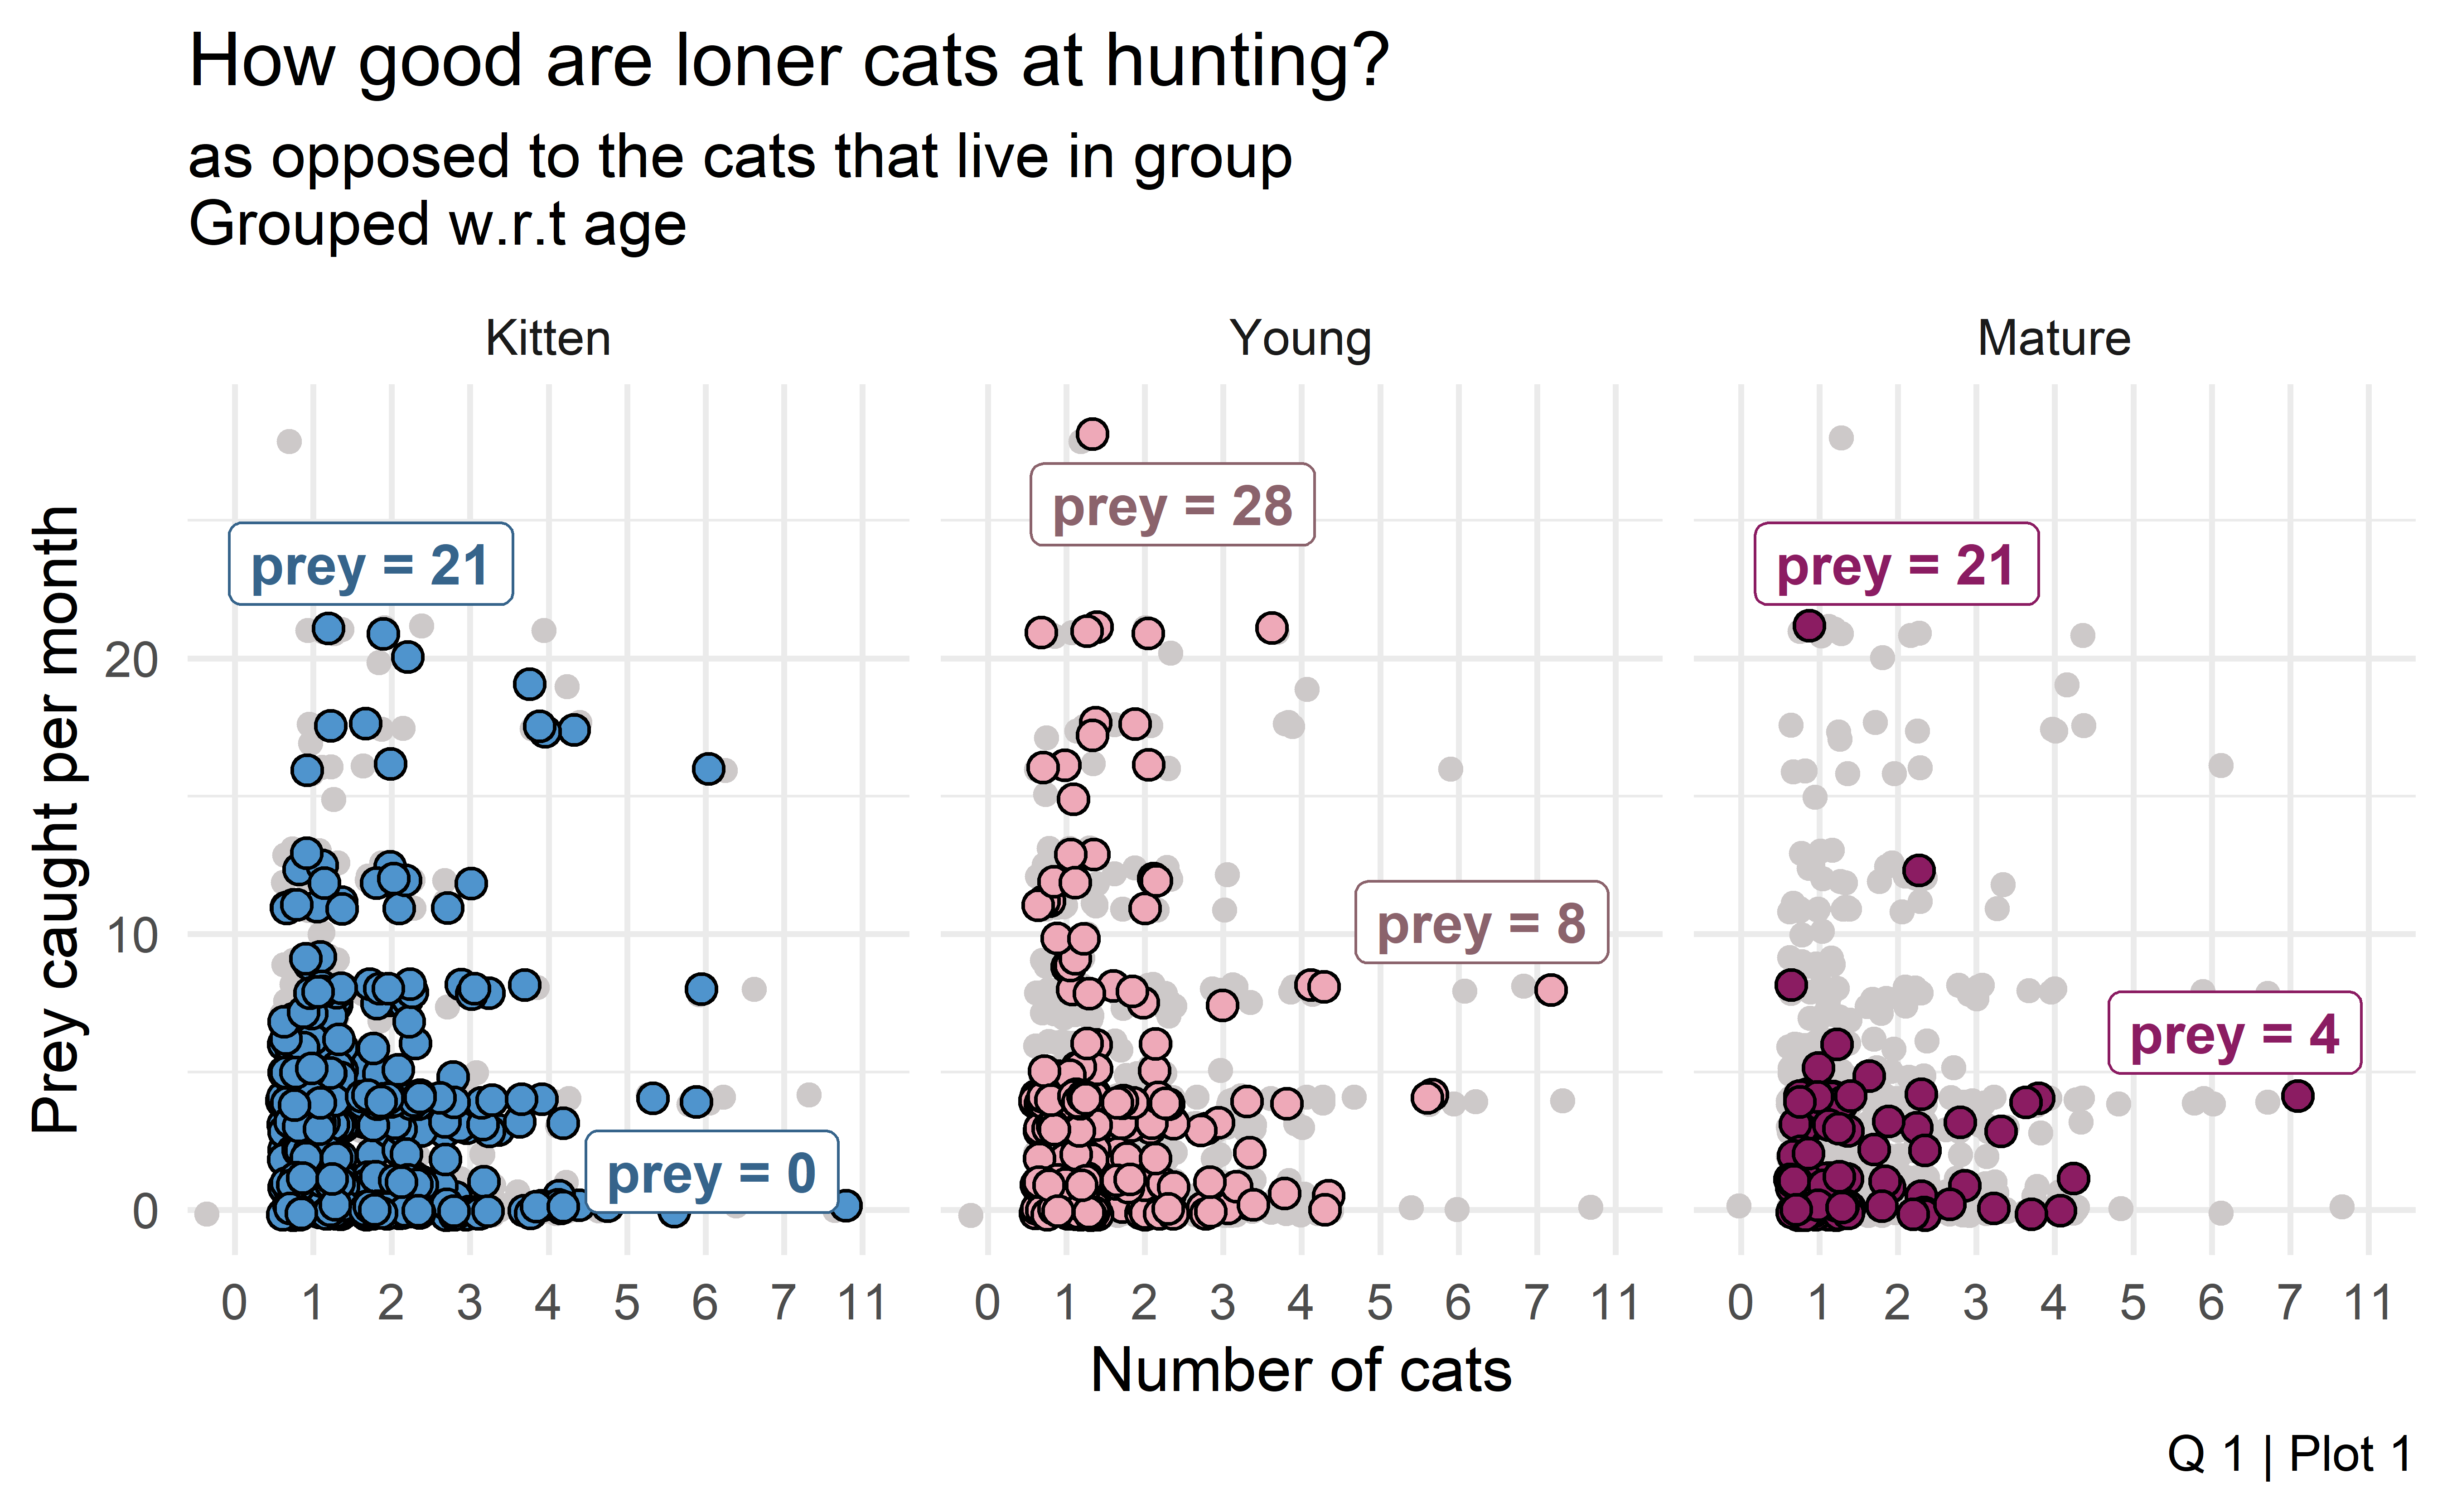 How good are loner cats at hunting?
as opposed to the cats that live in group
Grouped w.r.t age
Kitten
Young
Mature
Prey caught per month
20
10
0
prey = 21
prey = 0
prey = 28
prey = 8
prey = 21
prey = 4
0 1 2 3 4 5 6 7 11
0 1 2 3 4 5 6 7 11
0 1 2 3 4 5 6 7 11
Number of cats
Q 1 | Plot 1